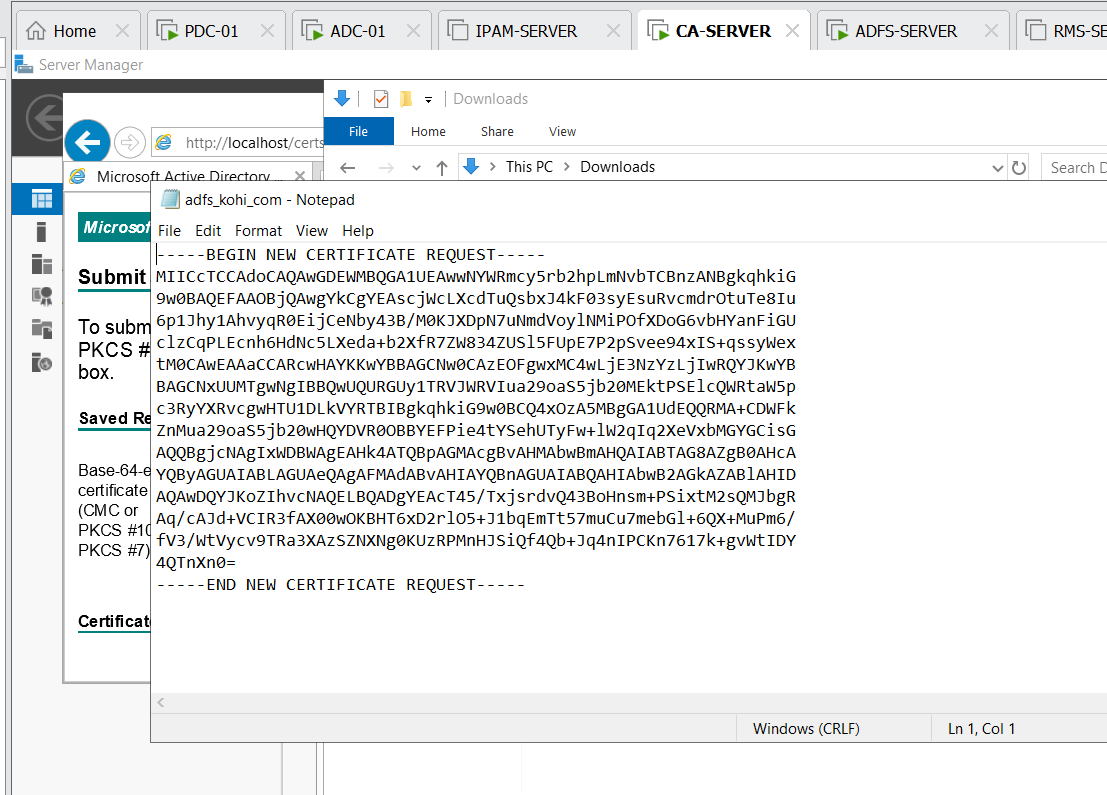 Home
PDC-01
ADC-01
IPAM-SERVER
CA-SERVER
ADFS-SERVER
RMS-SE
Server Manager
Downloads
File
Home
Share
View
http://localhost/certs
This PC
Downloads
Search D
Microsoft Active Directory ...
adfs_kohi_com - Notepad
File Edit Format View Help
Microsof
Submit
To subm
PKCS #
box.
Saved Re
Base-64-e
certificate
(CMC or
PKCS #10
PKCS #7)
Certificat
-----BEGIN NEW CERTIFICATE REQUEST-----
MIICcTCCAdoCAQAwGDEWMBQGA1UEAwwNYWRmcy5rb2hpLmNvbTCBnzANBgkqhkiG
9w0BAQEFAAOBjQAwgYkCgYEAscjWcLXcdTuQsbxJ4kF03syEsuRvcmdrOtuTe8Iu
6p1Jhy1AhvyqR0EijCeNby43B/M0KJXDpN7uNmdVoylNMiPOfXDoG6vbHYanFiGU
clzCqPLEcnh6HdNc5LXeda+b2XfR7ZW834ZUSl5FUpE7P2pSvee94xIS+qssyWex
tM0CAwEAAaCCARcwHAYKKwYBBAGCNw0CAzEOFgwxMC4wLjE3NzYzLjIwRQYJKwYB
BAGCNxUUMTgwNgIBBQwUQURGUy1TRVJWRVIua29oaS5jb20MEktPSElcQWRtaW5p
c3RyYXRvcgwHTU1DLkVYRTBIBgkqhkiG9w0BCQ4xOzA5MBgGA1UdEQQRMA+CDWFk
ZnMua29oaS5jb20wHQYDVR0OBBYEFPie4tYSehUTyFw+lW2qIq2XeVxbMGYGCisG
AQQBgjcNAgIxWDBWAgEAHk4ATQBpAGMAcgBvAHMAbwBmAHQAIABTAG8AZgB0AHcA
YQByAGUAIABLAGUAeQAgAFMAdABvAHIAYQBnAGUAIABQAHIAbwB2AGkAZABlAHID
AQAwDQYJKoZIhvcNAQELBQADgYEAcT45/TxjsrdvQ43BoHnsm+PSixtM2sQMJbgR
Aq/cAJd+VCIR3fAX00wOKBHT6xD2rlO5+J1bqEmTt57muCu7mebGl+6QX+MuPm6/
fV3/WtVycv9TRa3XAzSZNXNg0KUzRPMnHJSiQf4Qb+Jq4nIPCKn7617k+gvWtIDY
4QTnXn0=
-----END NEW CERTIFICATE REQUEST-----
Windows (CRLF)
Ln 1, Col 1